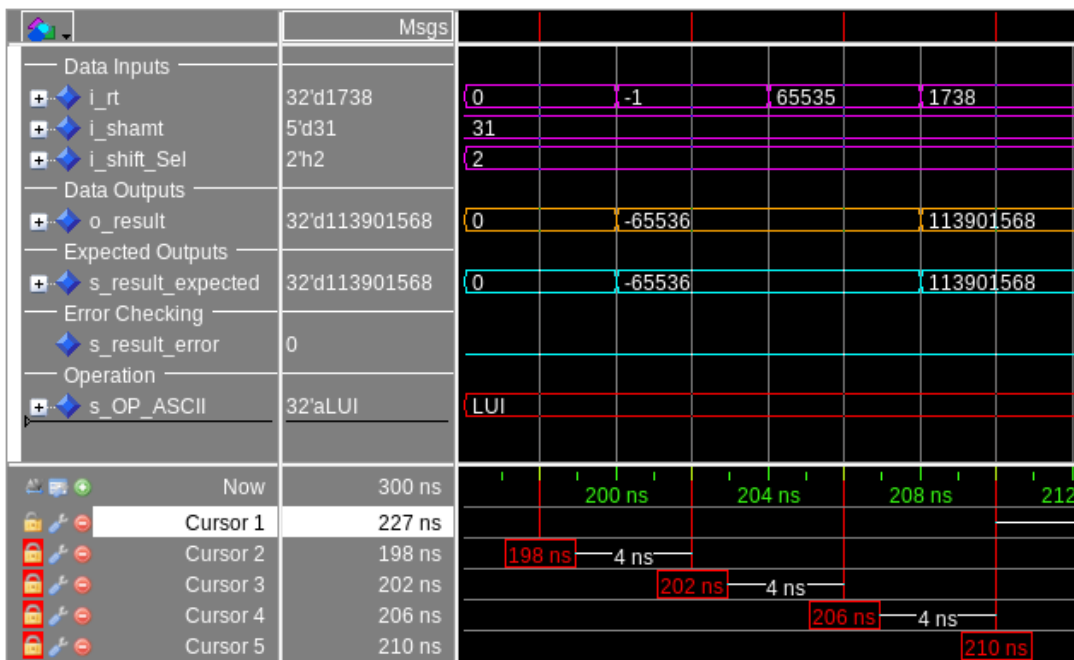 Msgs
Data Inputs
i_rt 32'd1738 0 -1 65535 1738
i_shamt 5'd31 31
i_shift_Sel 2'h2 2
Data Outputs
o_result 32'd113901568 0 -65536 113901568
Expected Outputs
s_result_expected 32'd113901568 0 -65536 113901568
Error Checking
s_result_error 0
Operation
s_OP_ASCII 32'aLUI LUI
Now 300 ns 200 ns 204 ns 208 ns 212
Cursor 1 227 ns
Cursor 2 198 ns 198 ns 4 ns
Cursor 3 202 ns 202 ns 4 ns
Cursor 4 206 ns 206 ns 4 ns
Cursor 5 210 ns 210 ns